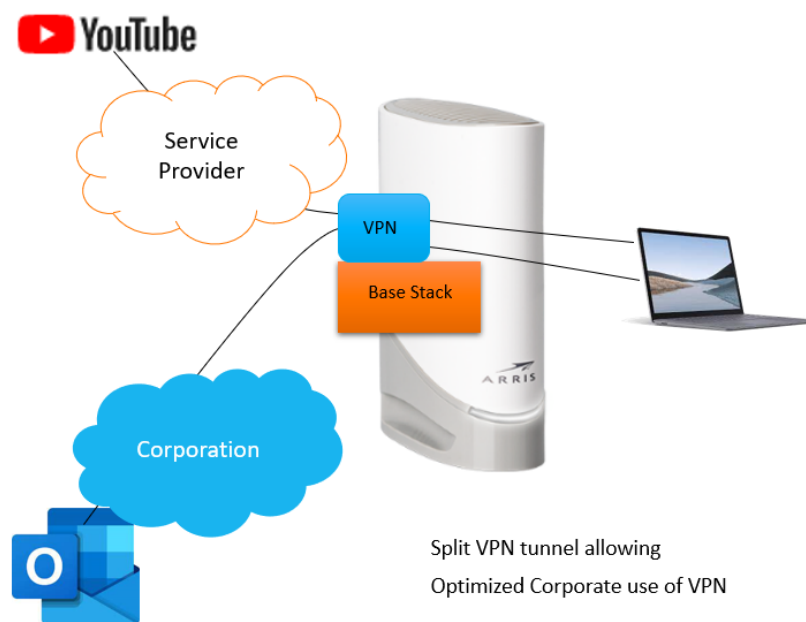 YouTube
Service
Provider
VPN
Base Stack
ARRIS
Corporation
O
Split VPN tunnel allowing
Optimized Corporate use of VPN